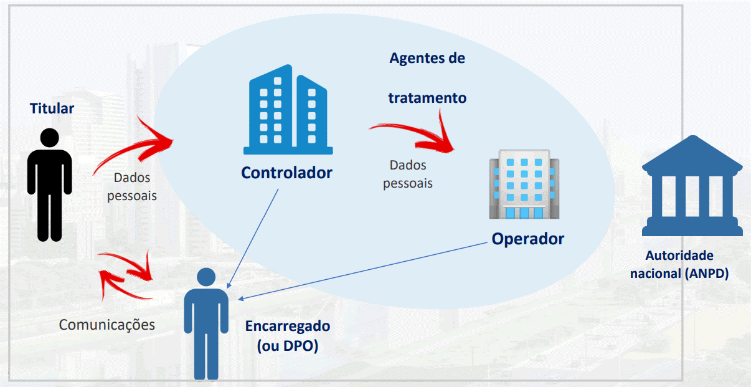 Agentes de
tratamento
Titular
Dados
pessoais
Controlador
Dados
pessoais
Operador
Autoridade
nacional (ANPD)
Comunicações
Encarregado
(ou DPO)